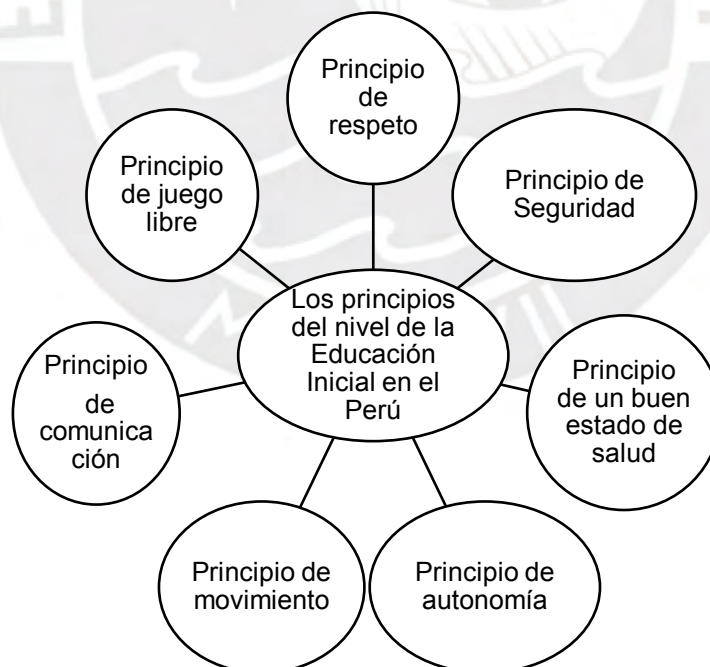 Principio
de
respeto
Principio de
Seguridad
Principio
de un buen
estado de
salud
Principio de
autonomía
Principio de
movimiento
Principio
de
comunica
ción
Principio
de juego
libre
Los principios
del nivel de la
Educación
Inicial en el
Perú